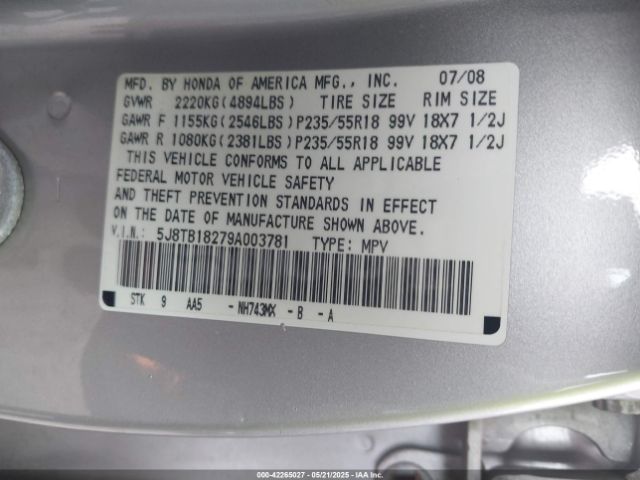 MFD. BY HONDA OF AMERICA MFG., INC. 07/08
GVWR 2220KG(4894LBS) TIRE SIZE RIM SIZE
GAWR F 1155KG(2546LBS)P235/55R18 99V 18X7 1/2J
GAWR R 1080KG(2381LBS)P235/55R18 99V 18X7 1/2J
THIS VEHICLE CONFORMS TO ALL APPLICABLE
FEDERAL MOTOR VEHICLE SAFETY
AND THEFT PREVENTION STANDARDS IN EFFECT
ON THE DATE OF MANUFACTURE SHOWN ABOVE.
V.I.N.: 5J8TB18279A003781 TYPE: MPV
STK 9 AA5 -NH743MX -B -A
000-42265027 - 05/21/2025 - IAA Inc.